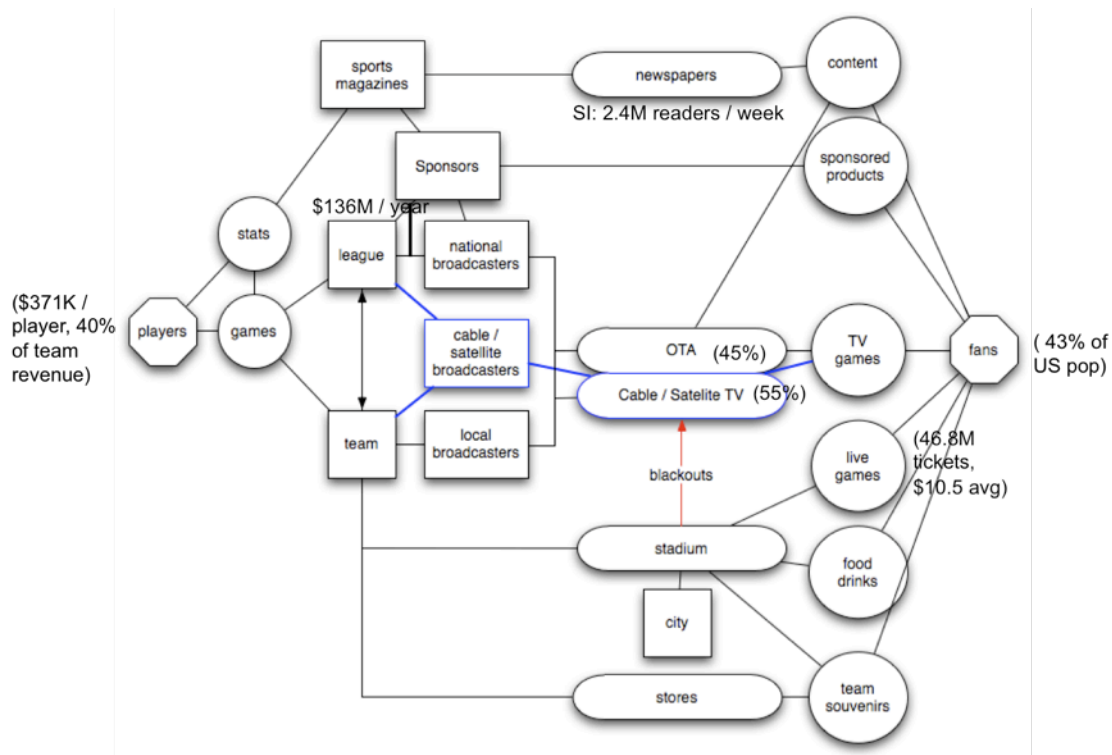 sports
magazines
newspapers
content
SI: 2.4M readers / week
Sponsors
sponsored
products
$136M / year
stats
league
national
broadcasters
($371K /
player, 40%
of team
revenue)
players
games
cable /
satellite
broadcasters
OTA
(45%)
TV
games
fans
( 43% of
US pop)
Cable / Satelite TV
(55%)
team
local
broadcasters
live
games
(46.8M
tickets,
$10.5 avg)
blackouts
stadium
food
drinks
city
stores
team
souvenirs